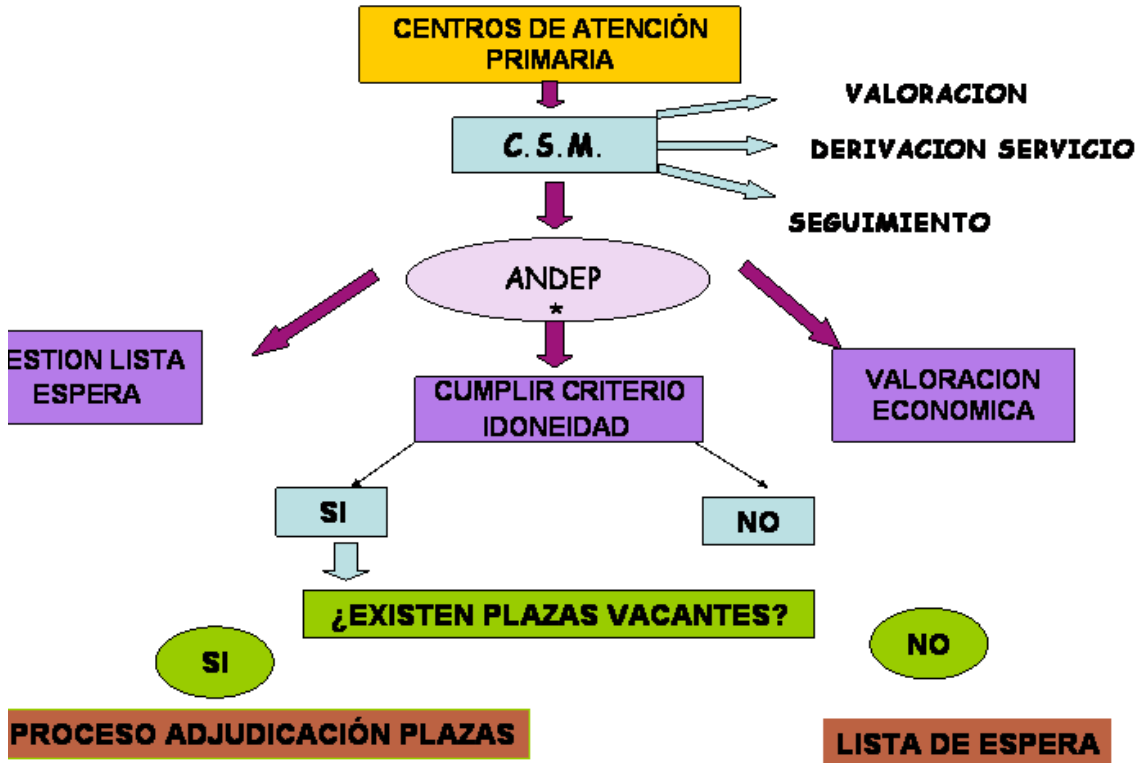 CENTROS DE ATENCIÓN
PRIMARIA
C.S.M.
VALORACION
DERIVACION SERVICIO
SEGUIMIENTO
ANDEP
*
ESTION LISTA
ESPERA
CUMPLIR CRITERIO
IDONEIDAD
VALORACION
ECONOMICA
SI
NO
¿EXISTEN PLAZAS VACANTES?
SI
NO
PROCESO ADJUDICACIÓN PLAZAS
LISTA DE ESPERA